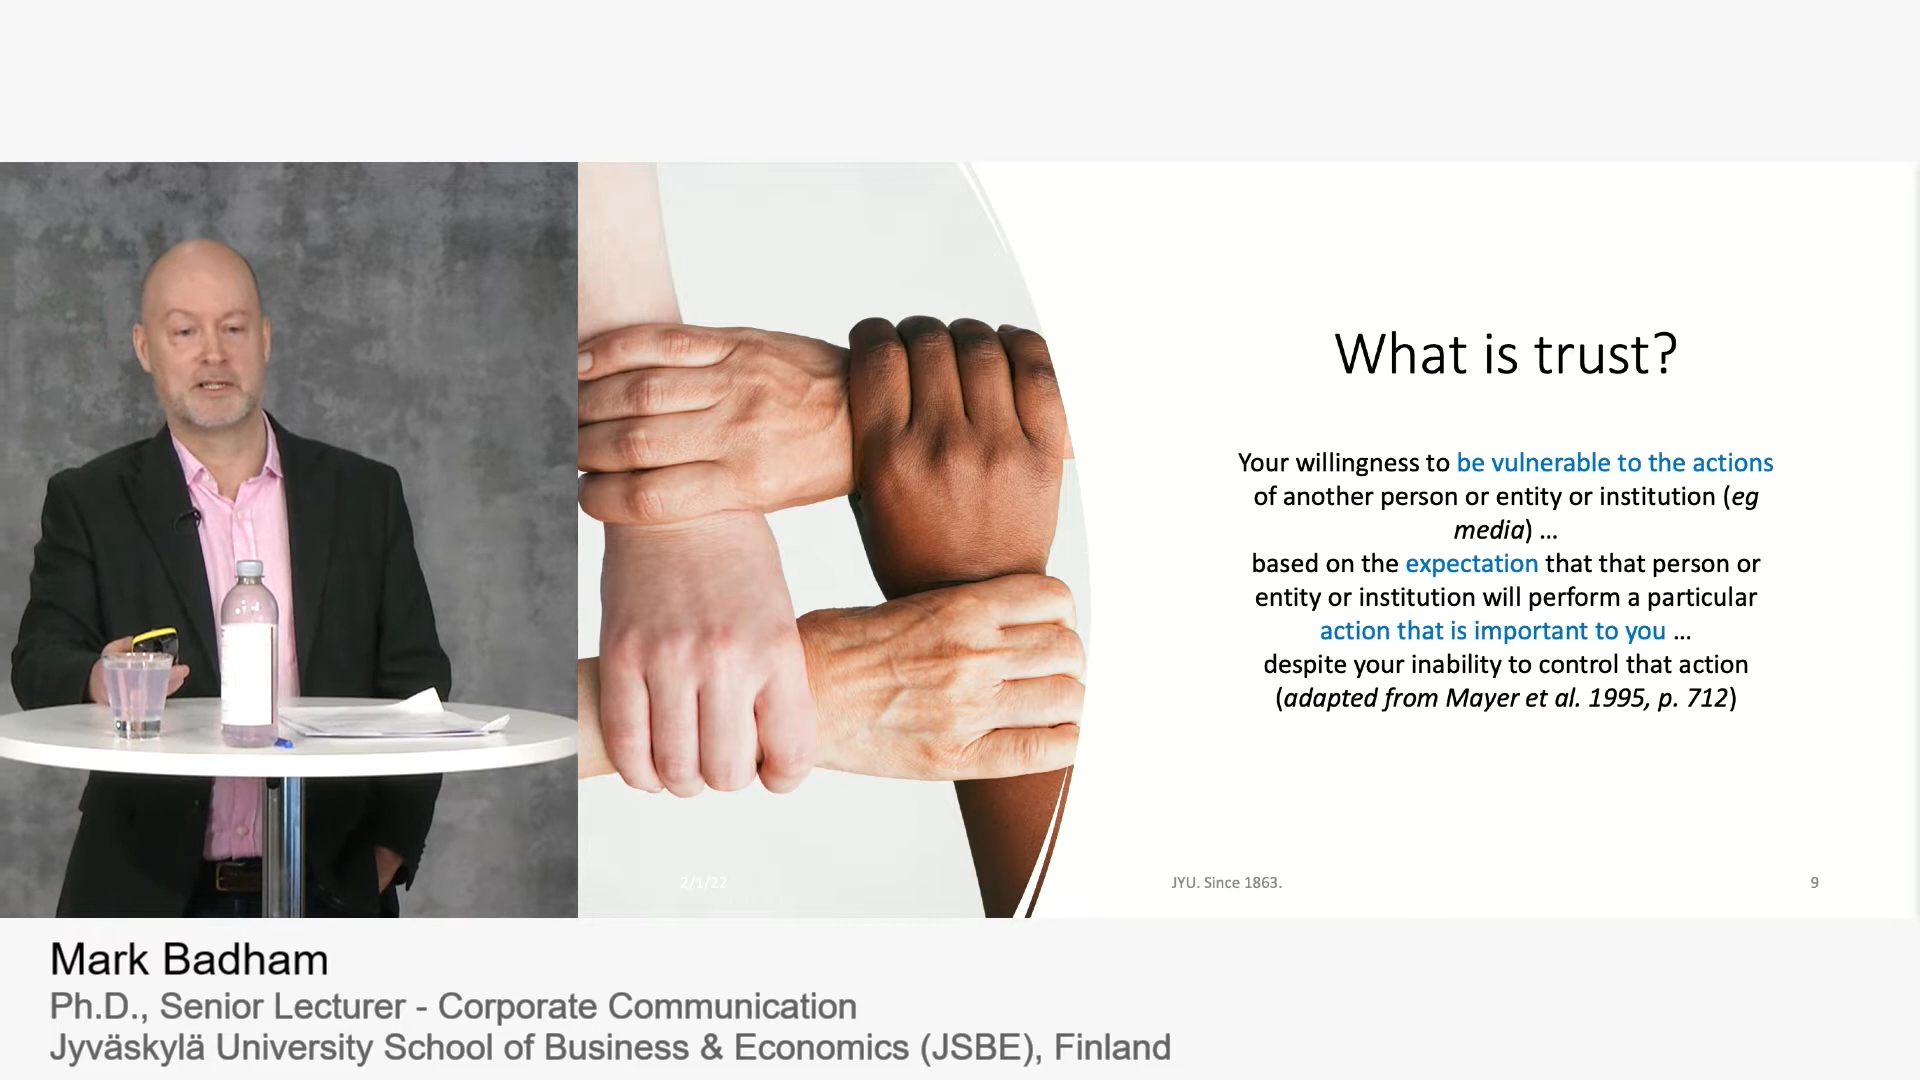 What is trust?
Your willingness to be vulnerable to the actions
of another person or entity or institution (eg
media) ...
based on the expectation that that person or
entity or institution will perform a particular
action that is important to you ...
despite your inability to control that action
(adapted from Mayer et al. 1995, p. 712)
2/1/22
JYU. Since 1863.
9
Mark Badham
Ph.D., Senior Lecturer - Corporate Communication
Jyväskylä University School of Business & Economics (JSBE), Finland